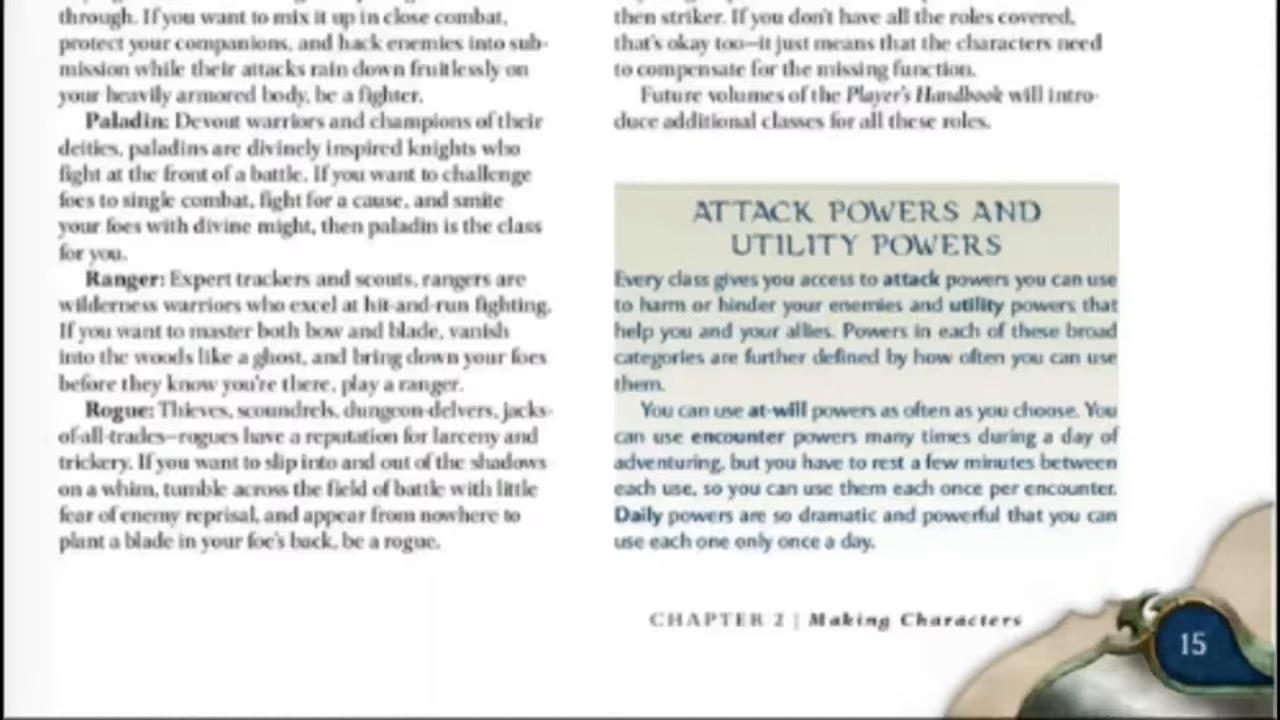 through. If you want to mix it up in close combat,
protect your companions, and hack enemies into sub-
mission while their attacks rain down fruitlessly on
your heavily armored body, be a fighter.
Paladin: Devout warriors and champions of their
deities, paladins are divinely inspired knights who
fight at the front of a battle. If you want to challenge
foes to single combat, fight for a cause, and smite
your foes with divine might, then paladin is the class
for you.
Ranger: Expert trackers and scouts, rangers are
wilderness warriors who excel at hit-and-run fighting.
If you want to master both bow and blade, vanish
into the woods like a ghost, and bring down your foes
before they know you're there, play a ranger.
Rogue: Thieves, scoundrels, dungeon-delvers, jacks-
of-all-trades—rogues have a reputation for larceny and
trickery. If you want to slip into and out of the shadows
on a whim, tumble across the field of battle with little
fear of enemy reprisal, and appear from nowhere to
plant a blade in your foe's back, be a rogue.
then striker. If you don't have all the roles covered,
that's okay too—it just means that the characters need
to compensate for the missing function.
Future volumes of the Player's Handbook will intro-
duce additional classes for all these roles.
ATTACK POWERS AND
UTILITY POWERS
Every class gives you access to attack powers you can use
to harm or hinder your enemies and utility powers that
help you and your allies. Powers in each of these broad
categories are further defined by how often you can use
them.
You can use at-will powers as often as you choose. You
can use encounter powers many times during a day of
adventuring, but you have to rest a few minutes between
each use, so you can use them each once per encounter.
Daily powers are so dramatic and powerful that you can
use each one only once a day.
CHAPTER 2 | Making Characters
15